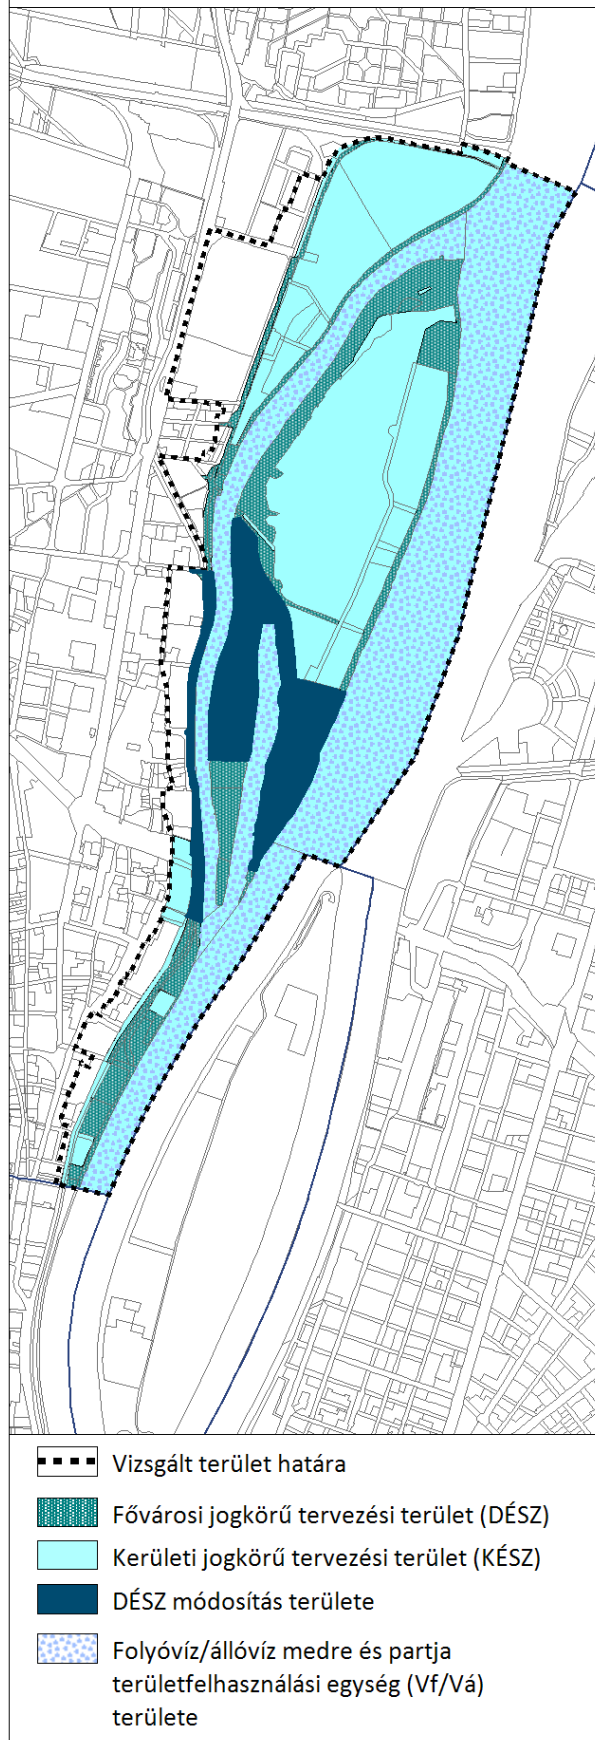 Vizsgált terület határa
Fővárosi jogkörű tervezési terület (DÉSZ)
Kerületi jogkörű tervezési terület (KÉSZ)
DÉSZ módosítás területe
Folyóvíz/állóvíz medre és partja
területfelhasználási egység (Vf/Vá)
területe